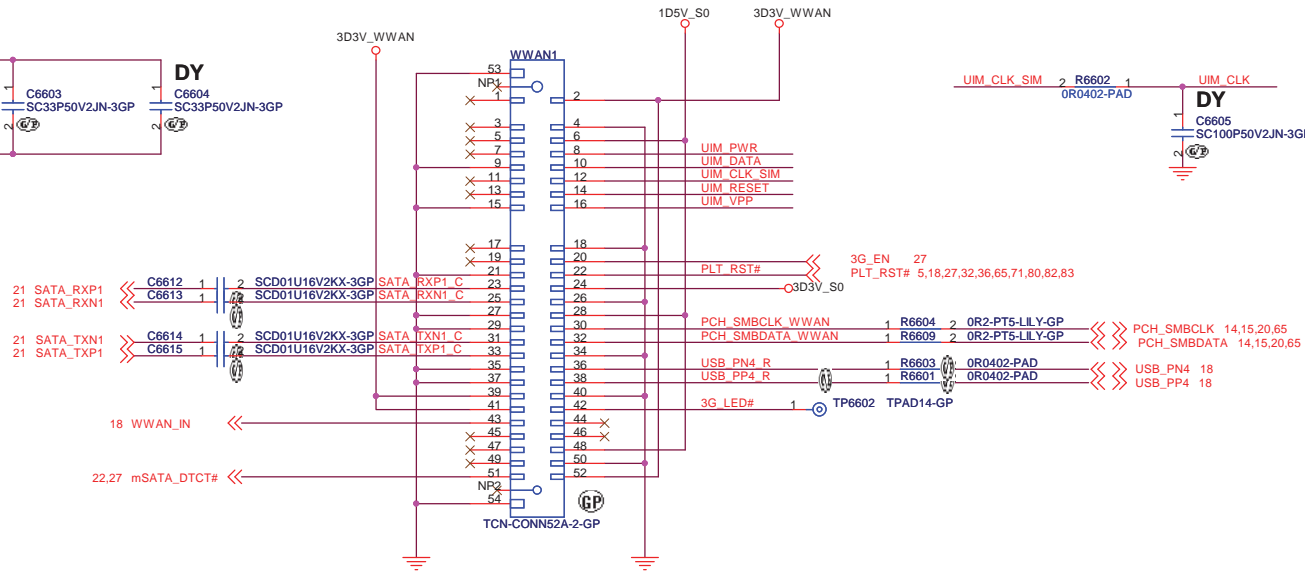 1D5V_S0 3D3V_WWAN
3D3V_WWAN
WWAN1
DY
C6603
SC33P50V2JN-3GP
1
2
C6604
SC33P50V2JN-3GP
1
2
UIM_CLK_SIM 2 R6602 1 UIM_CLK
0R0402-PAD
DY
C6605
1
2
53
NP1
1 2
3 4
5 6
7 8 UIM_PWR
9 10 UIM_DATA
11 12 UIM_CLK_SIM
13 14 UIM_RESET
15 16 UIM_VPP
17 18
19 20 3G_EN 27
21 22 PLT_RST# PLT_RST# 5,18,27,32,36,65,71,80,82,83
21 SATA_RXP1 C6612 1 2 SCD01U16V2KX-3GP SATA_RXP1_C 23 24 3D3V_S0
21 SATA_RXN1 C6613 1 2 SCD01U16V2KX-3GP SATA_RXN1_C 25 26
27 28
29 30 PCH_SMBCLK_WWAN 1 R6604 2 0R2-PT5-LILY-GP PCH_SMBCLK 14,15,20,65
21 SATA_TXN1 C6614 1 2 SCD01U16V2KX-3GP SATA_TXN1_C 31 32 PCH_SMBDATA_WWAN 1 R6609 2 0R2-PT5-LILY-GP PCH_SMBDATA 14,15,20,65
21 SATA_TXP1 C6615 1 2 SCD01U16V2KX-3GP SATA_TXP1_C 33 34
35 36 USB_PN4_R 1 R6603 2 0R0402-PAD USB_PN4 18
37 38 USB_PP4_R 1 R6601 2 0R0402-PAD USB_PP4 18
39 40
41 42 3G_LED# 1 TP6602 TPAD14-GP
18 WWAN_IN 43 44
45 46
47 48
49 50
22,27 mSATA_DTCT# 51 52
NP2
54
GP
TCN-CONN52A-2-GP